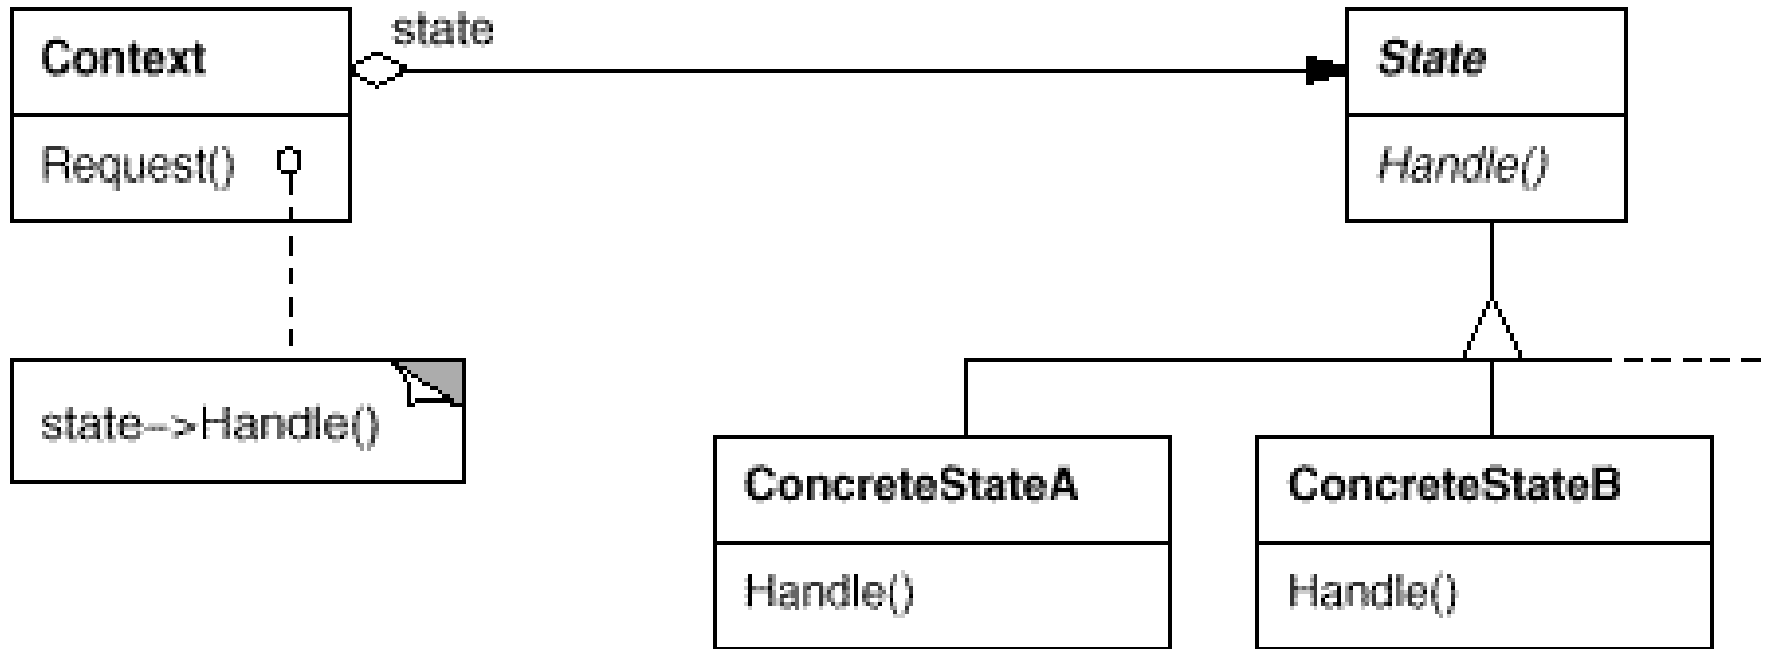 Context
Request()
state
State
Handle()
state-->Handle()
ConcreteStateA
Handle()
ConcreteStateB
Handle()